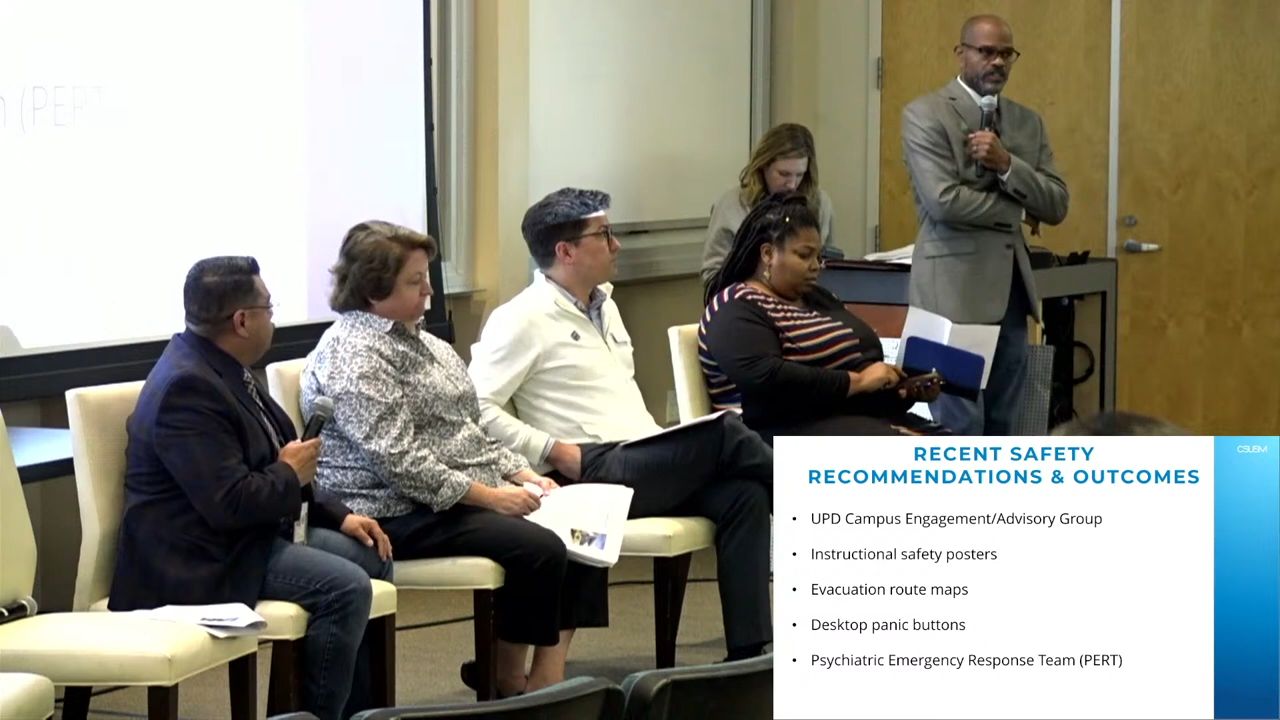 (PERT
RECENT SAFETY
RECOMMENDATIONS & OUTCOMES
CSUSM
• UPD Campus Engagement/Advisory Group
• Instructional safety posters
• Evacuation route maps
• Desktop panic buttons
• Psychiatric Emergency Response Team (PERT)